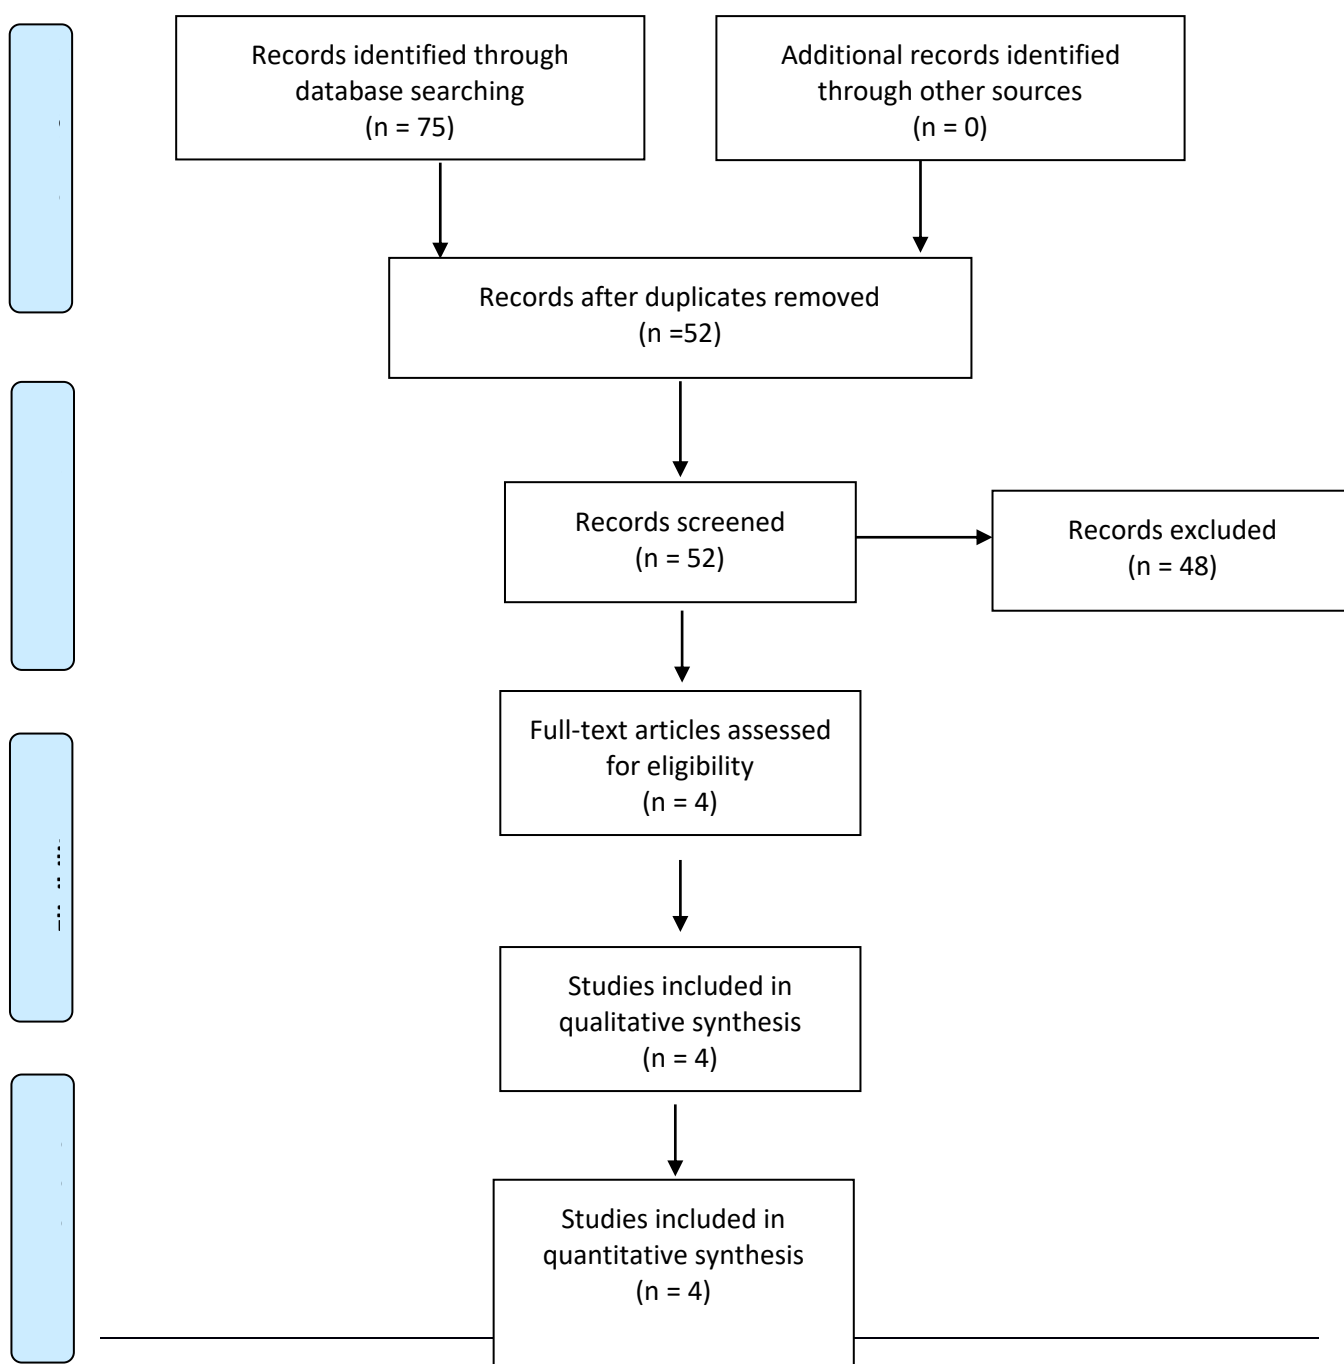 Records identified through
database searching
(n = 75)
Additional records identified
through other sources
(n = 0)
Records after duplicates removed
(n =52)
Records screened
(n = 52)
Records excluded
(n = 48)
Full-text articles assessed
for eligibility
(n = 4)
Studies included in
qualitative synthesis
(n = 4)
Studies included in
quantitative synthesis
(n = 4)